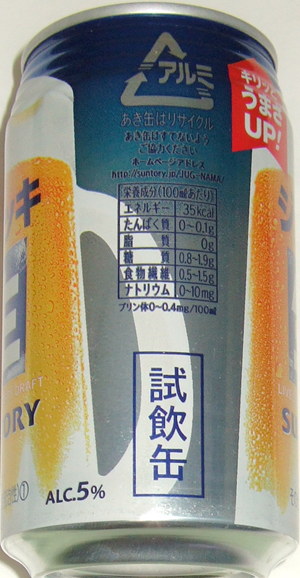 アルミ
あき缶はリサイクル
あき缶はすてないよう
ご協力ください
ホームページアドレス
http://suntory.jp/JUG-NAMA/
栄養成分(100mlあたり)
エネルギー 35kcal
たんぱく質 0~0.1g
脂質 0g
糖質 0.8~1.9g
食物繊維 0.5~1.5g
ナトリウム 0~10mg
プリン体0~0.4mg/100ml
うまさ
UP!
キ
DRAFT
ORY
SU
試飲缶
ALC.5%